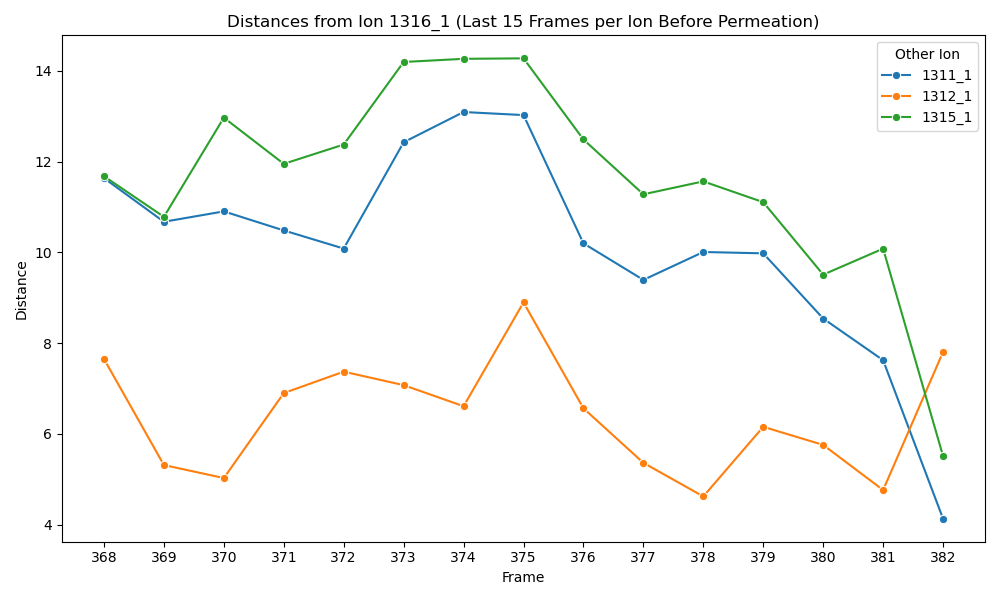 Distances from Ion 1316_1 (Last 15 Frames per Ion Before Permeation)
Other Ion
1311_1
1312_1
1315_1
Distance
14
12
10
8
6
4
368 369 370 371 372 373 374 375 376 377 378 379 380 381 382
Frame